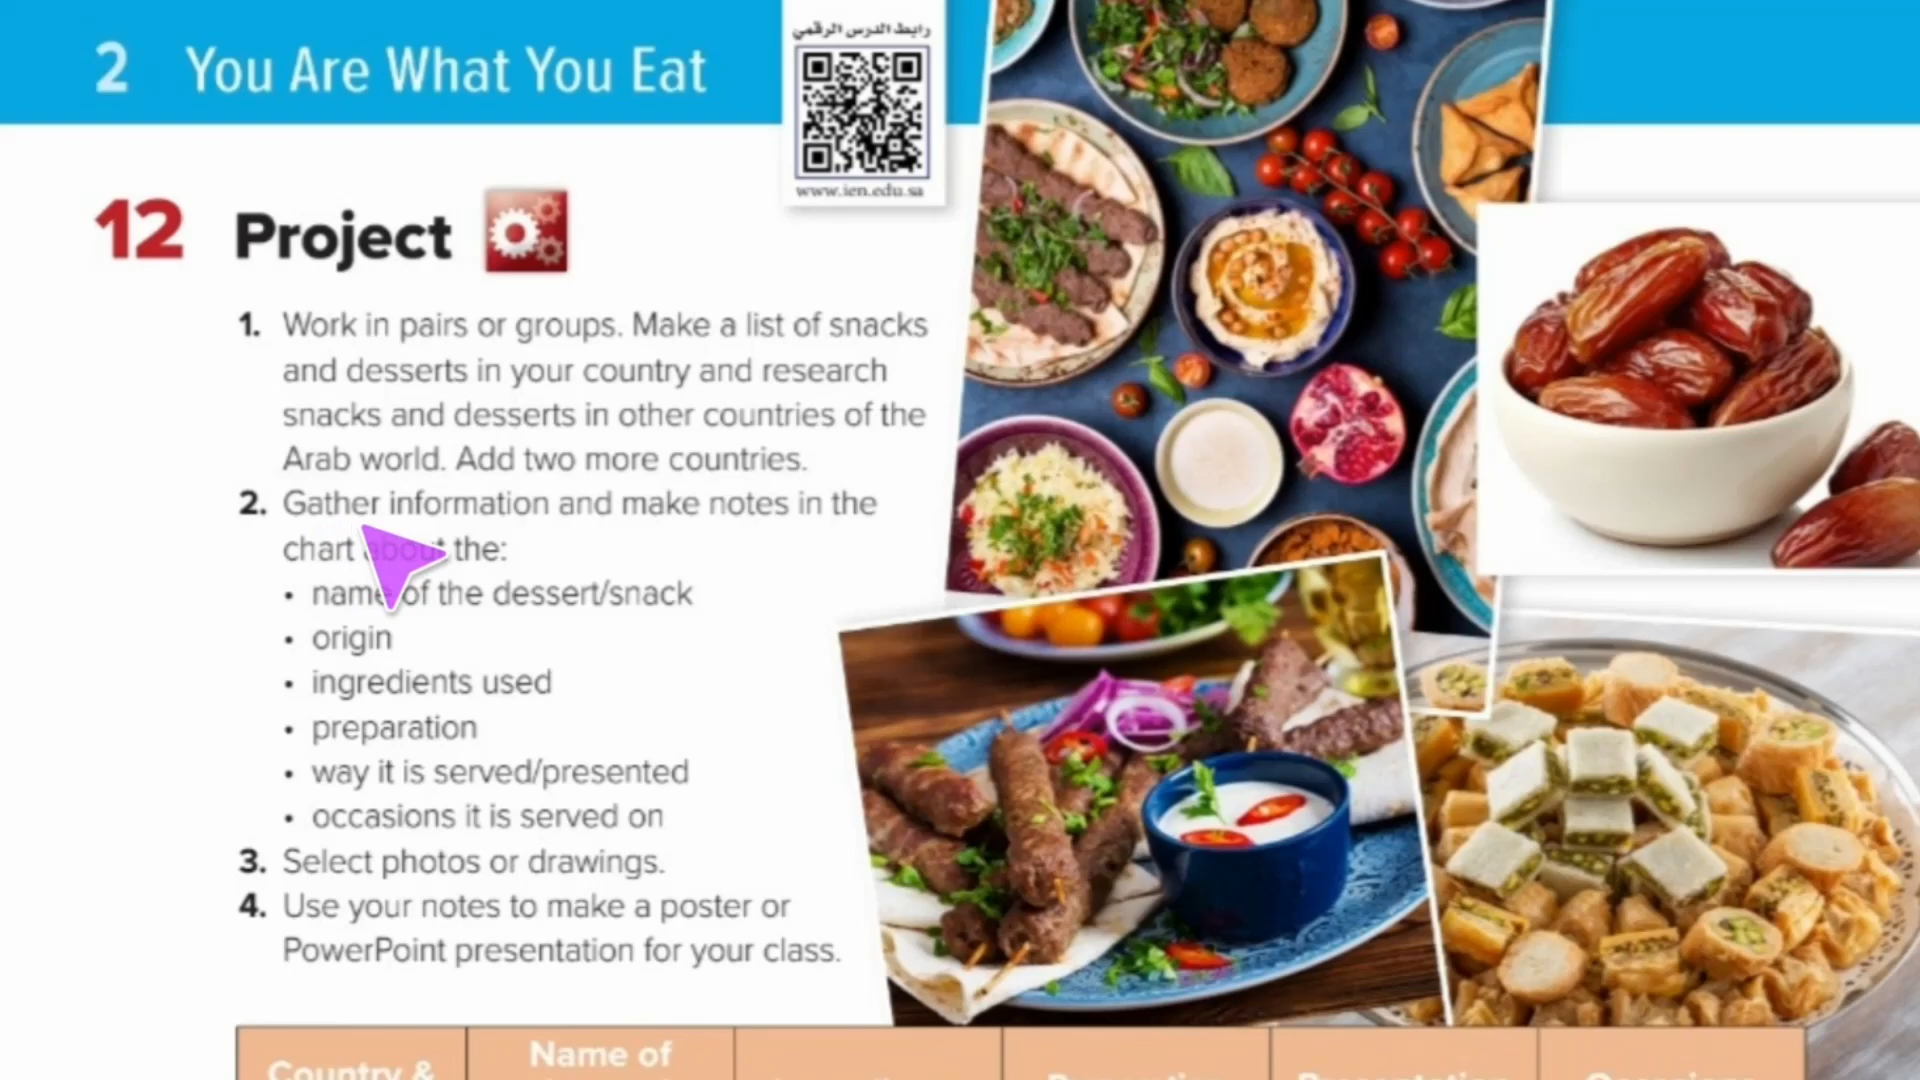 2 You Are What You Eat
رابط الدرس الرقمي
www.ien.edu.sa
12 Project
1. Work in pairs or groups. Make a list of snacks
and desserts in your country and research
snacks and desserts in other countries of the
Arab world. Add two more countries.
2. Gather information and make notes in the
chart about the:
• name of the dessert/snack
• origin
• ingredients used
• preparation
• way it is served/presented
• occasions it is served on
3. Select photos or drawings.
4. Use your notes to make a poster or
PowerPoint presentation for your class.
Name of
Country &